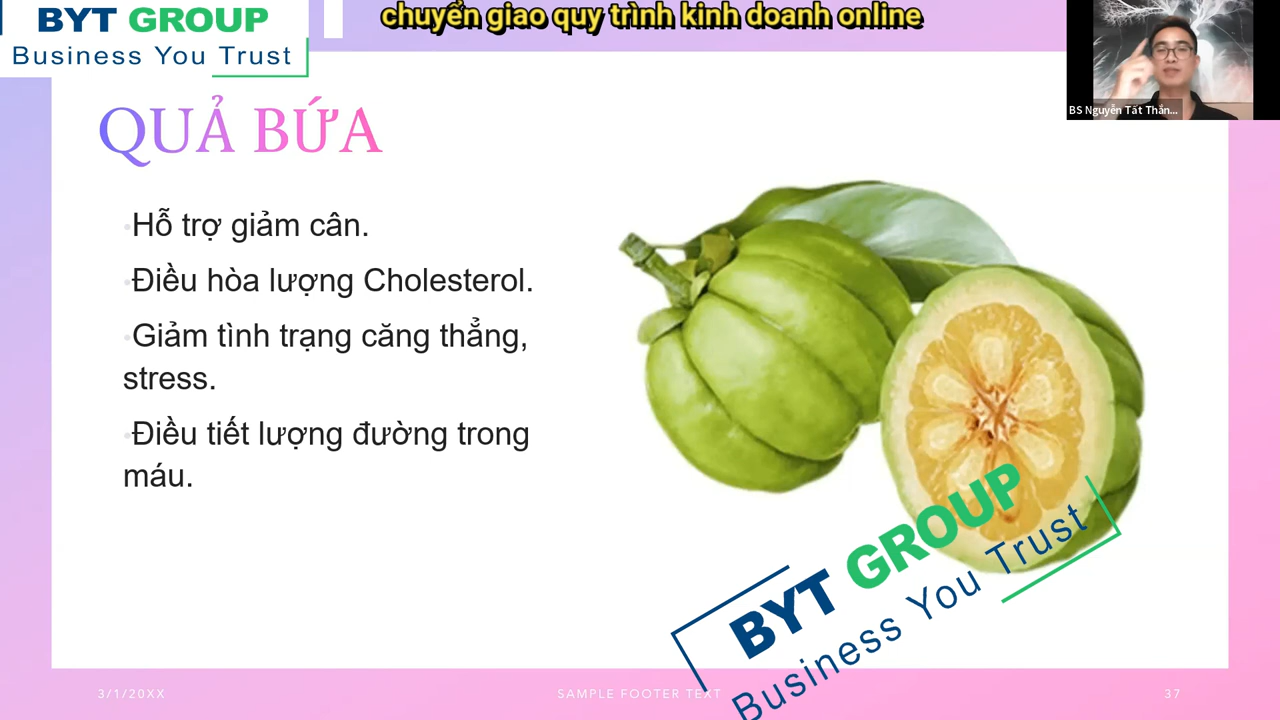 BYT GROUP
Business You Trust
chuyển giao quy trình kinh doanh online
BS Nguyễn Tất Thắn...
QUẢ BỨA
Hỗ trợ giảm cân.
Điều hòa lượng Cholesterol.
Giảm tình trạng căng thẳng,
stress.
Điều tiết lượng đường trong
máu.
BYT GROUP
Business You Trust
3/1/20XX
SAMPLE FOOTER TEXT
37